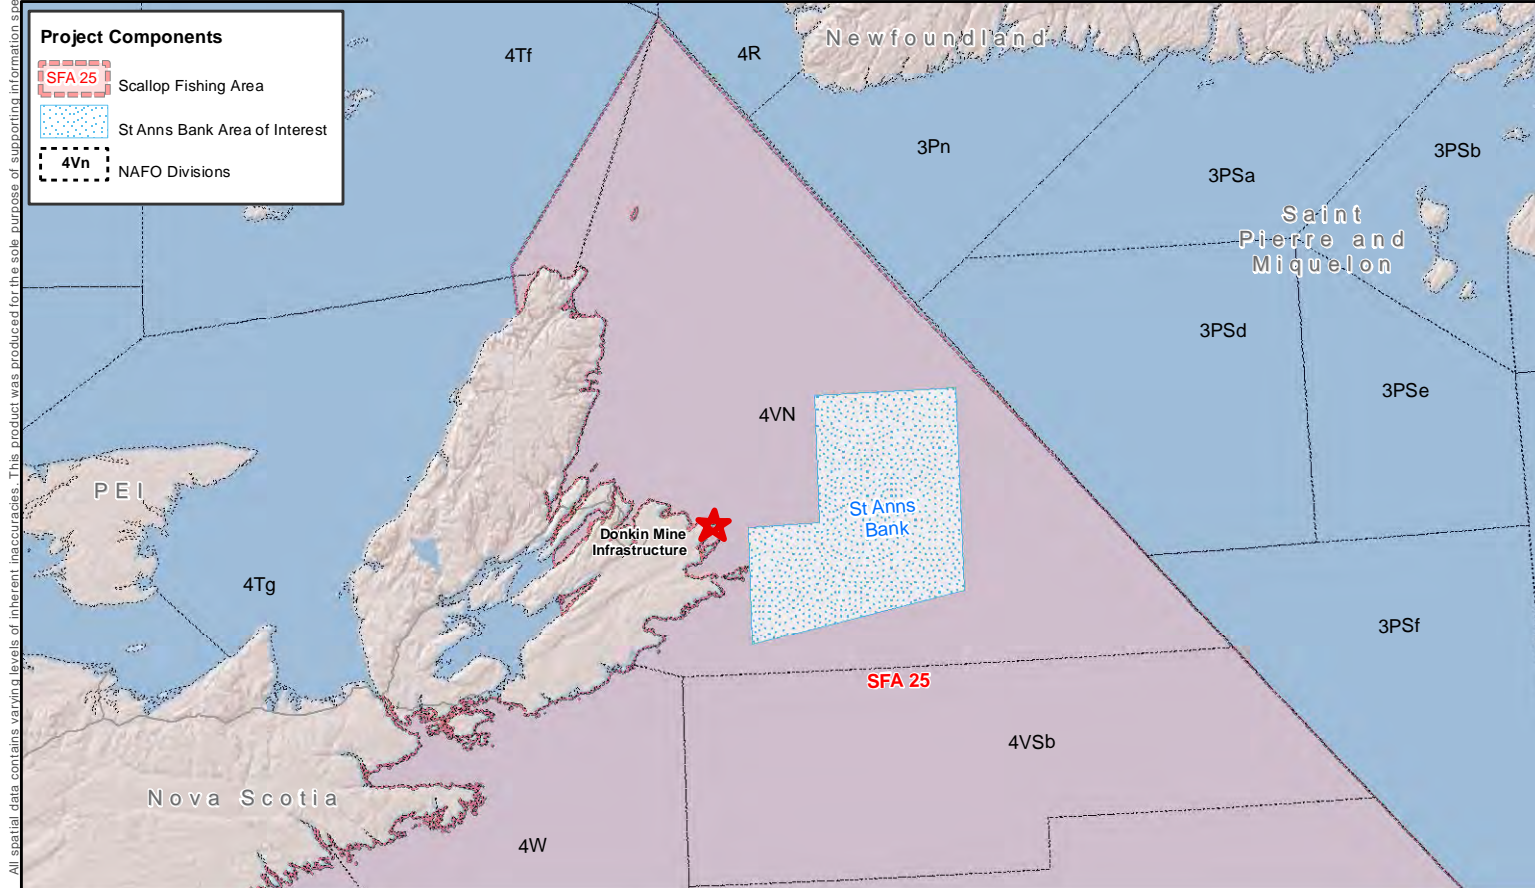 Project Components
SFA 25
Scallop Fishing Area
St Anns Bank Area of Interest
4Vn
NAFO Divisions
4Tf
4R
Newfoundland
3Pn
3PSa
3PSb
Saint
Pierre and
Miquelon
3PSd
3PSe
4VN
PEI
St Anns
Bank
Donkin Mine
Infrastructure
4Tg
3PSf
SFA 25
4VSb
Nova Scotia
4W
All spatial data contains varying levels of inherent inaccuracies. This product was produced for the sole purpose of supporting information spe